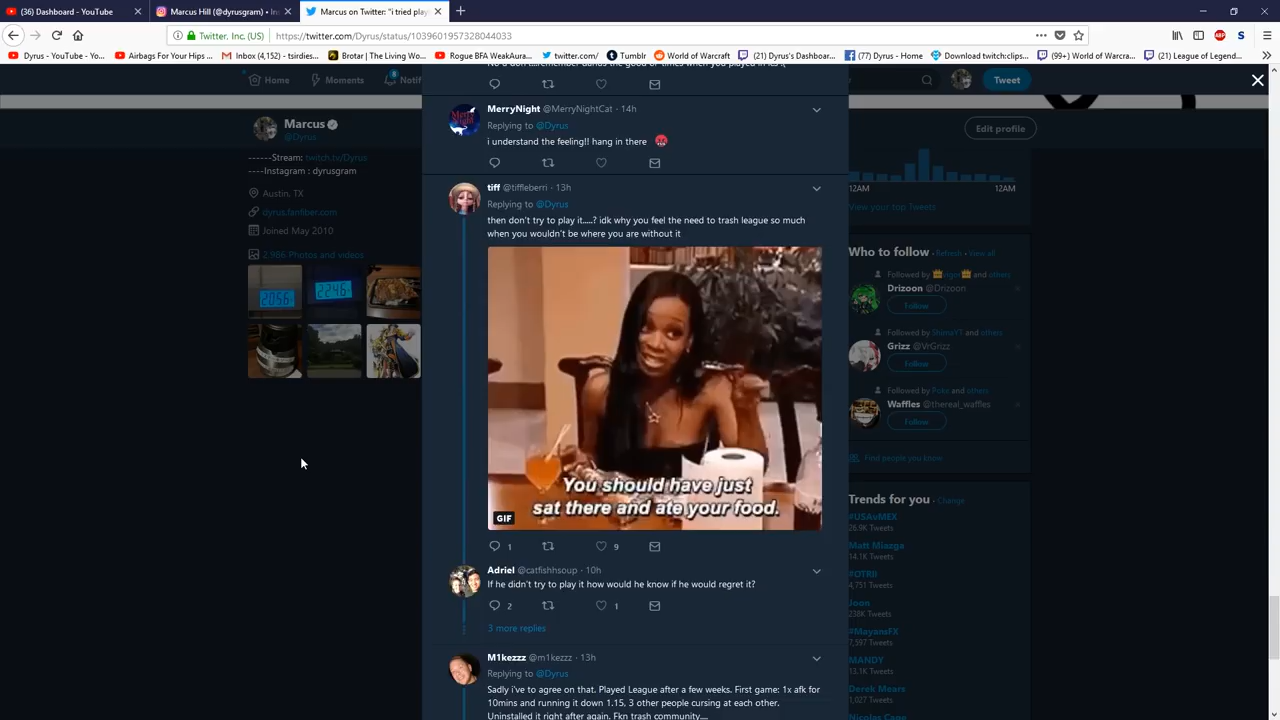 (36) Dashboard - YouTube
Marcus Hill (@dyrusgram) • Ins
Marcus on Twitter: "i tried play
Twitter, Inc. (US)
https://twitter.com/Dyrus/status/1039601957328044033
Dyrus - YouTube - Yo...
Airbags For Your Hips ...
Inbox (4,152) - tsirdies...
Brotar | The Living Wo...
Rogue BFA WeakAura...
twitter.com/
Tumblr
World of Warcraft
(21) Dyrus's Dashboard...
(77) Dyrus - Home
Download twitch:clips...
(99+) World of Warcra...
(21) League of Legend...
Home
Moments
8
Notif
Tweet
Marcus
@Dyrus
------Stream: twitch.tv/Dyrus
----Instagram : dyrusgram
Austin, TX
dyrus.fanfiber.com
Joined May 2010
2,986 Photos and videos
MerryNight @MerryNightCat · 14h
Replying to @Dyrus
i understand the feeling!! hang in there
tiff @tiffleberri · 13h
Replying to @Dyrus
then don't try to play it.....? idk why you feel the need to trash league so much
when you wouldn't be where you are without it
You should have just
sat there and ate your food.
GIF
1
9
Adriel @catfishhsoup · 10h
If he didn't try to play it how would he know if he would regret it?
2
1
3 more replies
M1kezzz @m1kezzz · 13h
Replying to @Dyrus
Sadly i've to agree on that. Played League after a few weeks. First game: 1x afk for
10mins and running it down 1.15, 3 other people cursing at each other.
Uninstalled it right after again. Fkn trash community....
Edit profile
12AM
12AM
View your top Tweets
Who to follow · Refresh · View all
Followed by vigor and others
Drizoon @Drizoon
Follow
Followed by ShimaYT and others
Grizz @VrGrizz
Follow
Followed by Poke and others
Waffles @thereal_waffles
Follow
Find people you know
Trends for you · Change
#USAvMEX
26.9K Tweets
Matt Miazga
14.1K Tweets
#OTRII
4,751 Tweets
Joan
238K Tweets
#MayansFX
7,597 Tweets
MANDY
13.1K Tweets
Derek Mears
1,027 Tweets
Nicolas Cage